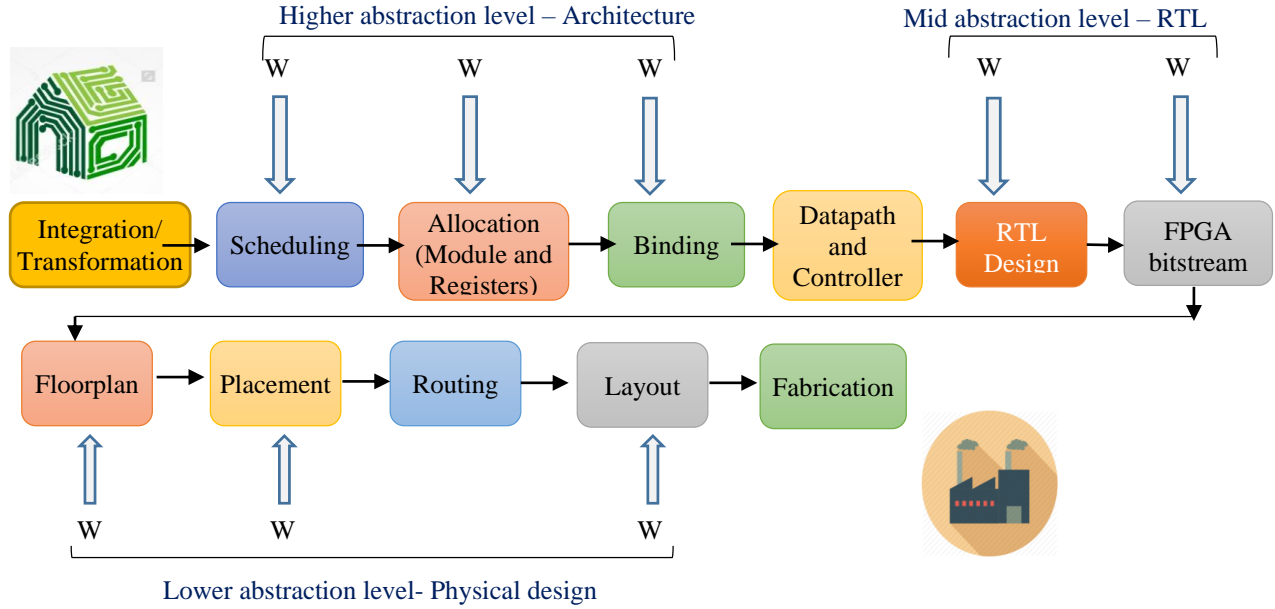 Higher abstraction level – Architecture
Mid abstraction level – RTL
W
W
W
W
W
Integration/
Transformation
Scheduling
Allocation
(Module and
Registers)
Binding
Datapath
and
Controller
RTL
Design
FPGA
bitstream
Floorplan
Placement
Routing
Layout
Fabrication
W
W
W
Lower abstraction level- Physical design